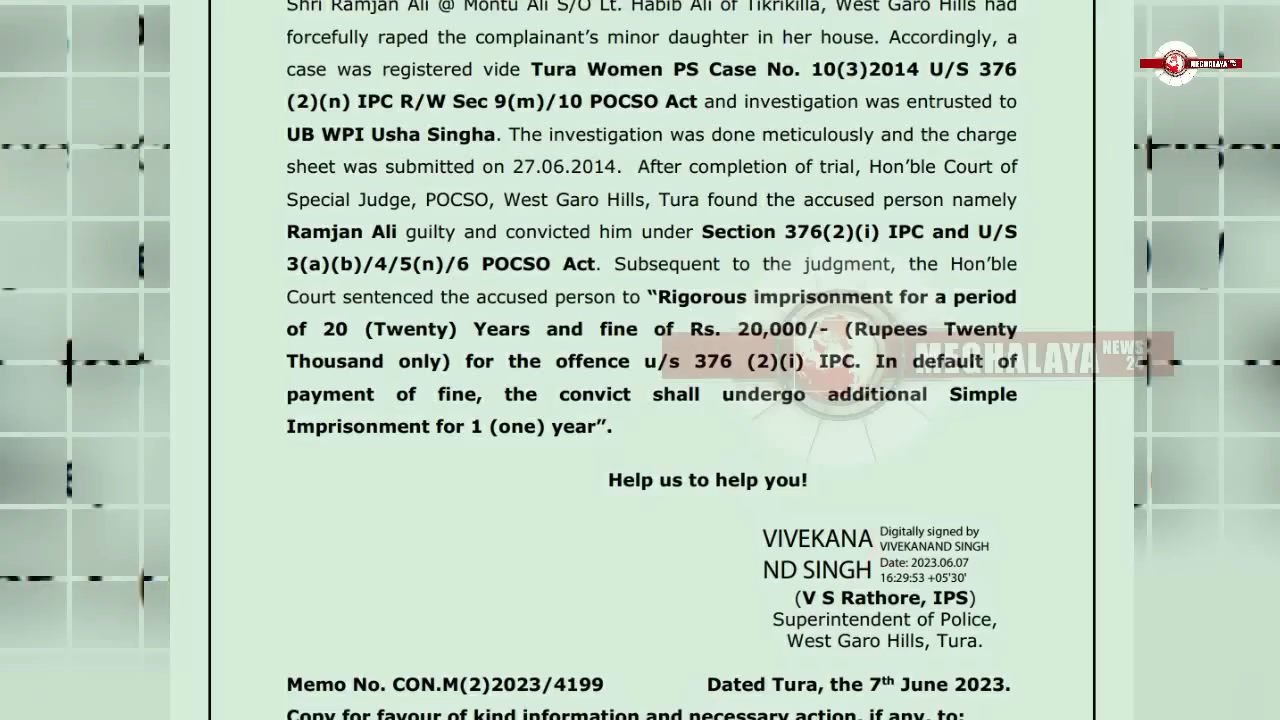 Shri Ramjan Ali @ Montu Ali S/O Lt. Habib Ali of Tikrikilla, West Garo Hills had
forcefully raped the complainant's minor daughter in her house. Accordingly, a
case was registered vide Tura Women PS Case No. 10(3)2014 U/S 376
(2)(n) IPC R/W Sec 9(m)/10 POCSO Act and investigation was entrusted to
UB WPI Usha Singha. The investigation was done meticulously and the charge
sheet was submitted on 27.06.2014. After completion of trial, Hon'ble Court of
Special Judge, POCSO, West Garo Hills, Tura found the accused person namely
Ramjan Ali guilty and convicted him under Section 376(2)(i) IPC and U/S
3(a)(b)/4/5(n)/6 POCSO Act. Subsequent to the judgment, the Hon'ble
Court sentenced the accused person to “Rigorous imprisonment for a period
of 20 (Twenty) Years and fine of Rs. 20,000/- (Rupees Twenty
Thousand only) for the offence u/s 376 (2)(i) IPC. In default of
payment of fine, the convict shall undergo additional Simple
Imprisonment for 1 (one) year”.
Help us to help you!
VIVEKANA
ND SINGH
Digitally signed by
VIVEKANAND SINGH
Date: 2023.06.07
16:29:53 +05'30'
(V S Rathore, IPS)
Superintendent of Police,
West Garo Hills, Tura.
Memo No. CON.M(2)2023/4199 Dated Tura, the 7th June 2023.
Copy for favour of kind information and necessary action, if any, to:
MEGHALAYA NEWS 24
MEGHALAYA